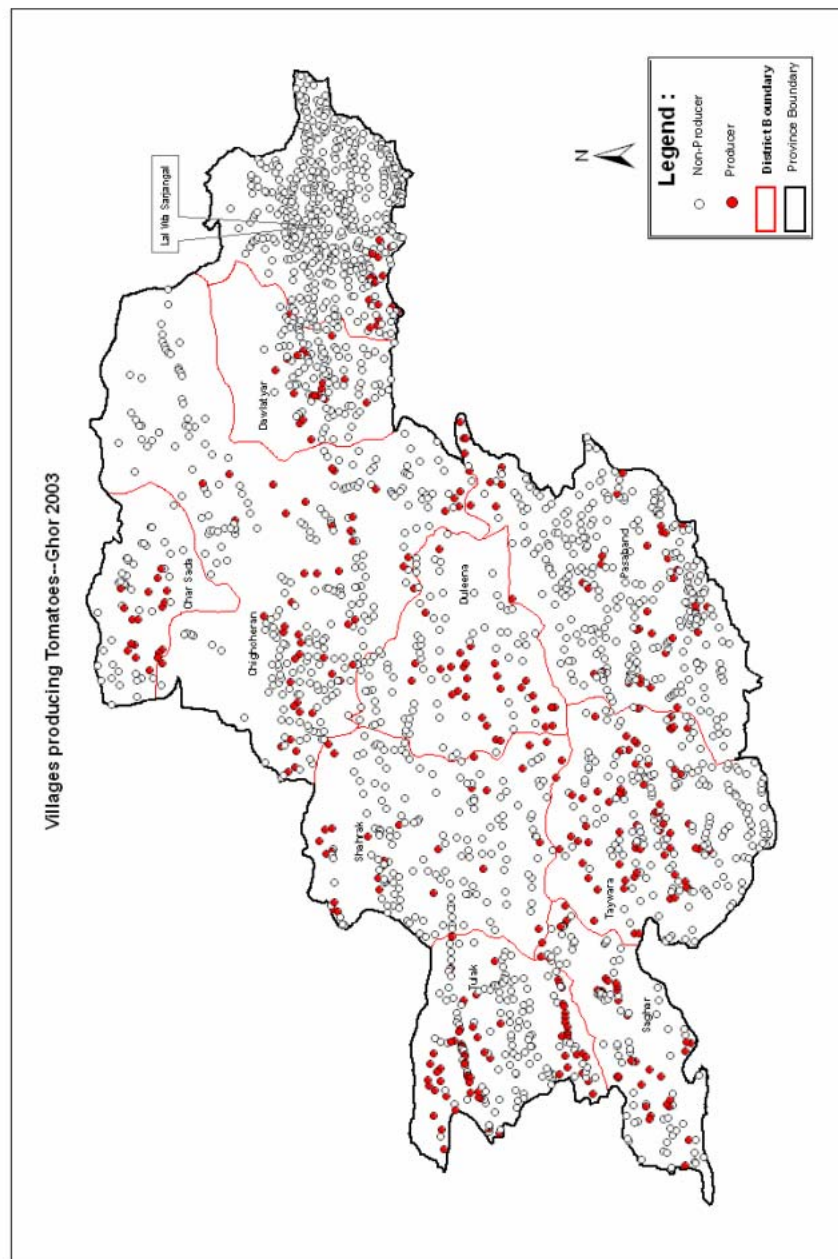 Villages producing Tomatoes--Ghor 2003
Lal Wa Sarjangal
Char Sada
Dawlatyar
Chighcheran
Duleena
Shahrak
Pasaband
Tulak
Taywara
Saghar
N
Legend :
Non-Producer
Producer
District Boundary
Province Boundary